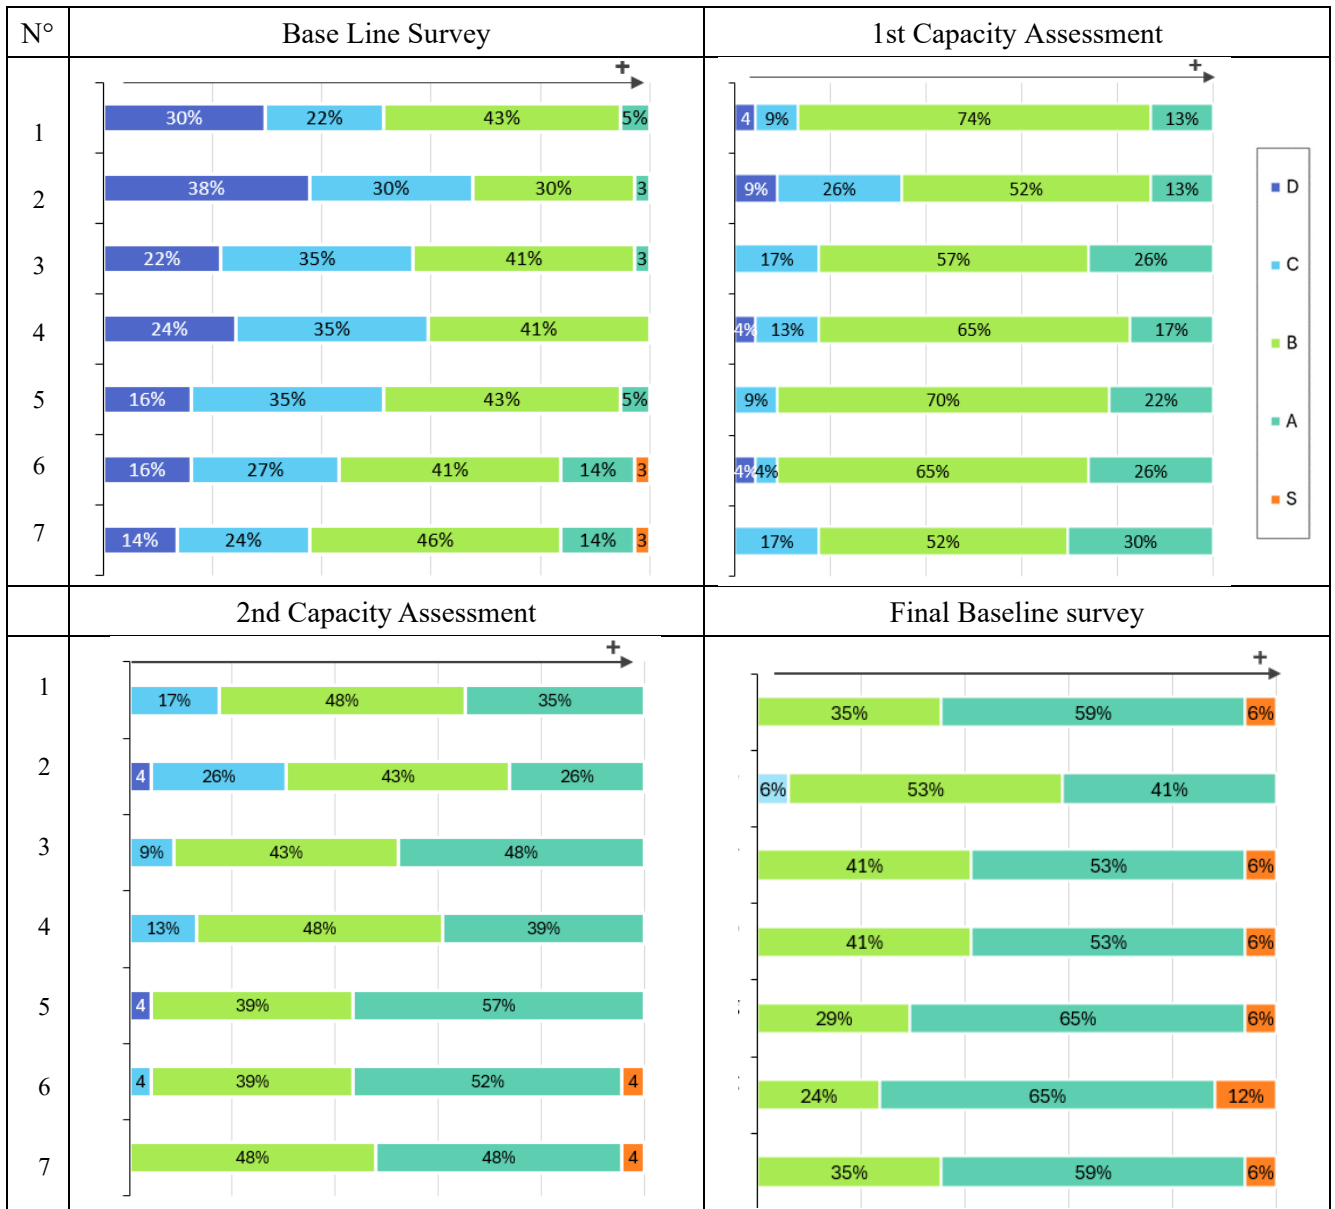 N° Base Line Survey 1st Capacity Assessment
+ +
1 30% 22% 43% 5% 4 9% 74% 13%
2 38% 30% 30% 3 9% 26% 52% 13%
3 22% 35% 41% 3 17% 57% 26%
4 24% 35% 41% 4% 13% 65% 17%
5 16% 35% 43% 5% 9% 70% 22%
6 16% 27% 41% 14% 3 4% 4% 65% 26%
7 14% 24% 46% 14% 3 17% 52% 30%
D
C
B
A
S
2nd Capacity Assessment Final Baseline survey
+ +
1 17% 48% 35% 35% 59% 6%
2 4 26% 43% 26% 6% 53% 41%
3 9% 43% 48% 41% 53% 6%
4 13% 48% 39% 41% 53% 6%
5 4 39% 57% 29% 65% 6%
6 4 39% 52% 4 24% 65% 12%
7 48% 48% 4 35% 59% 6%